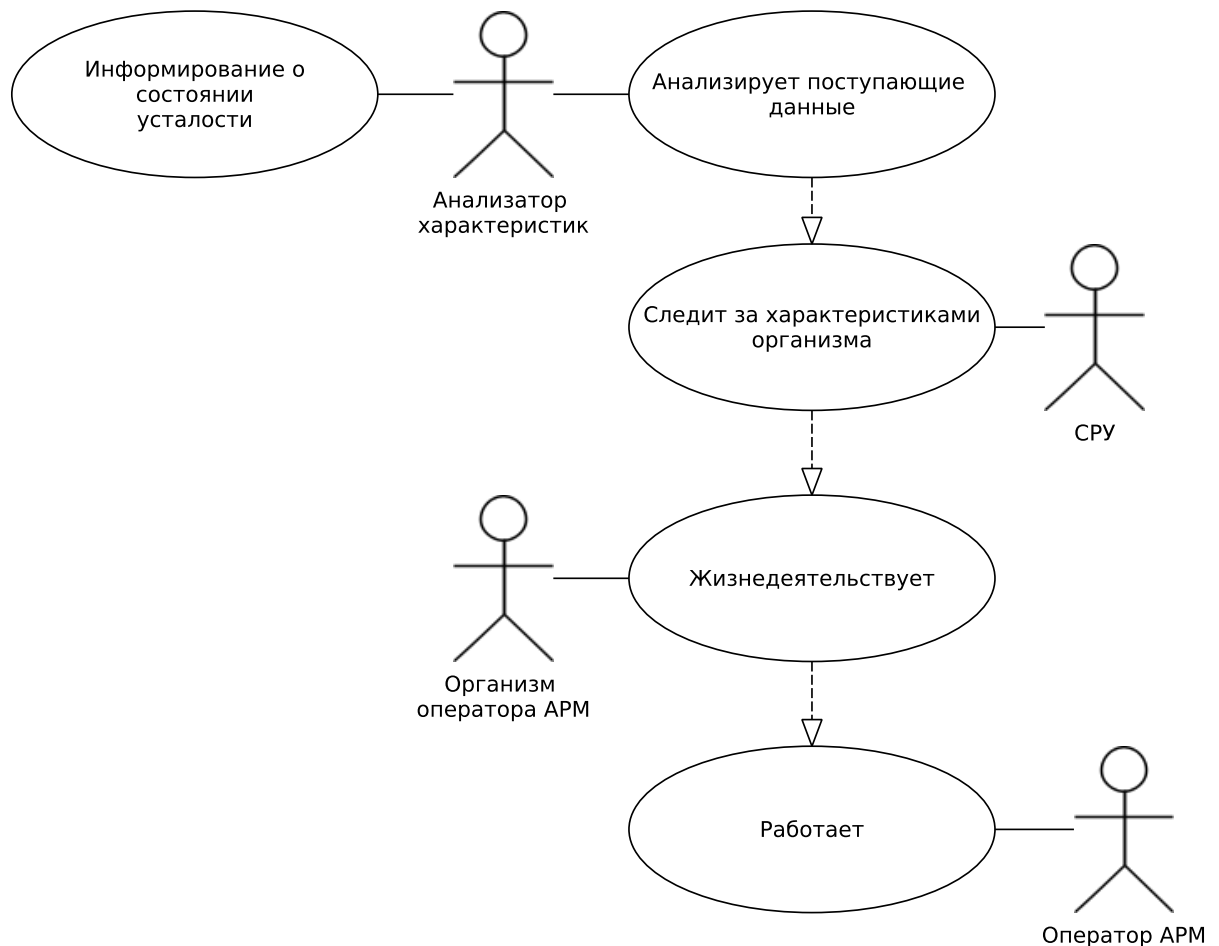 Информирование о
состоянии
усталости
Анализирует поступающие
данные
Анализатор
характеристик
Следит за характеристиками
организма
СРУ
Жизнедеятельствует
Организм
оператора АРМ
Работает
Оператор АРМ